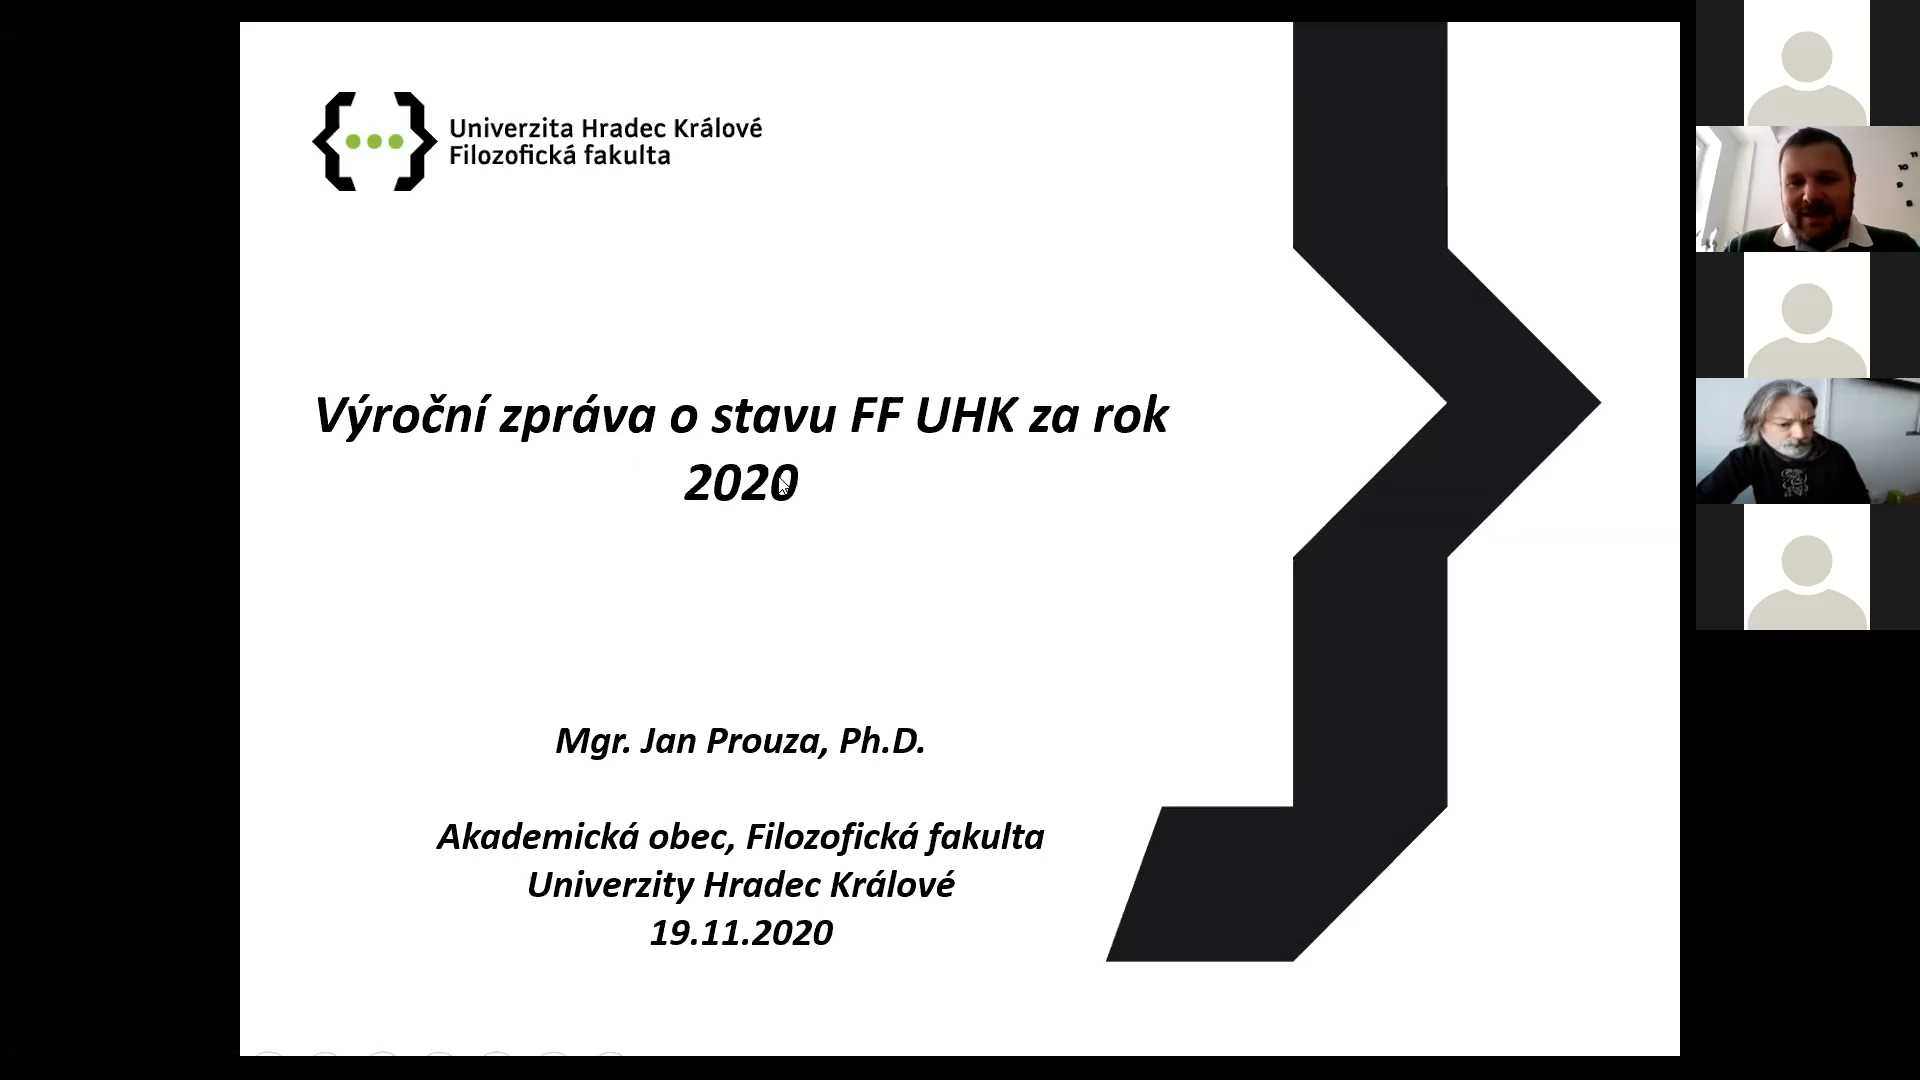 Univerzita Hradec Králové
Filozofická fakulta
Výroční zpráva o stavu FF UHK za rok
2020
Mgr. Jan Prouza, Ph.D.
Akademická obec, Filozofická fakulta
Univerzity Hradec Králové
19.11.2020